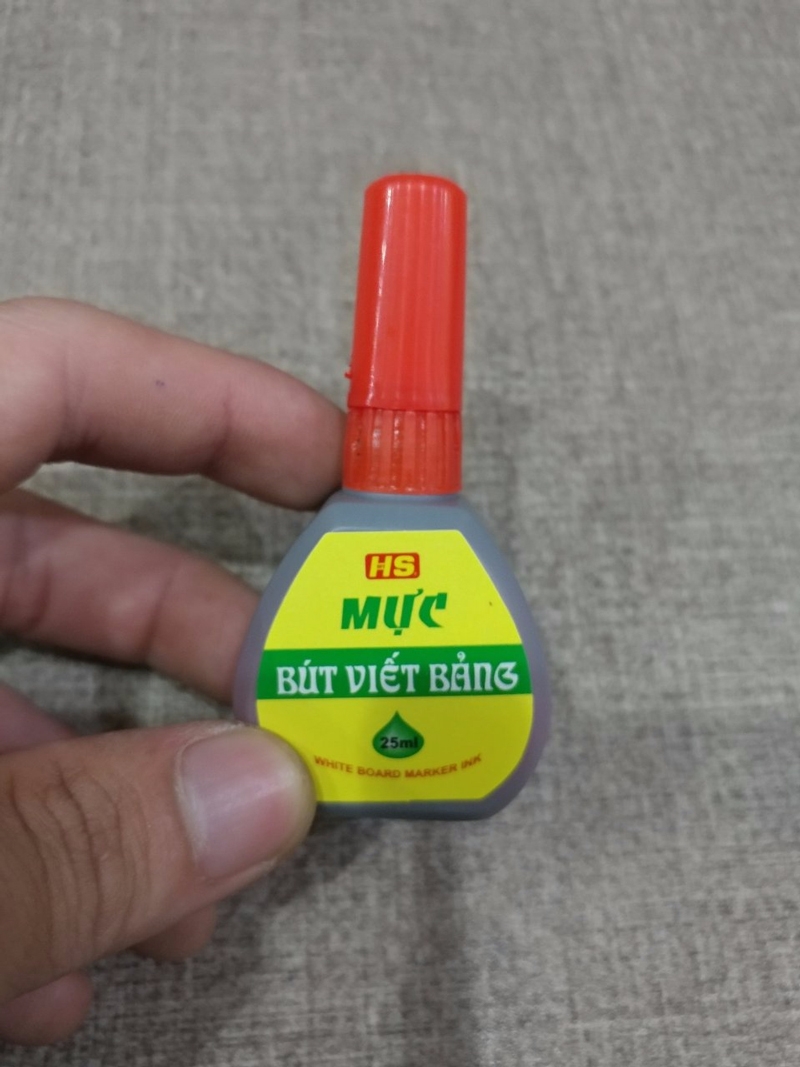 HS
MỰC
BÚT VIẾT BẢNG
25ml
WHITE BOARD MARKER INK